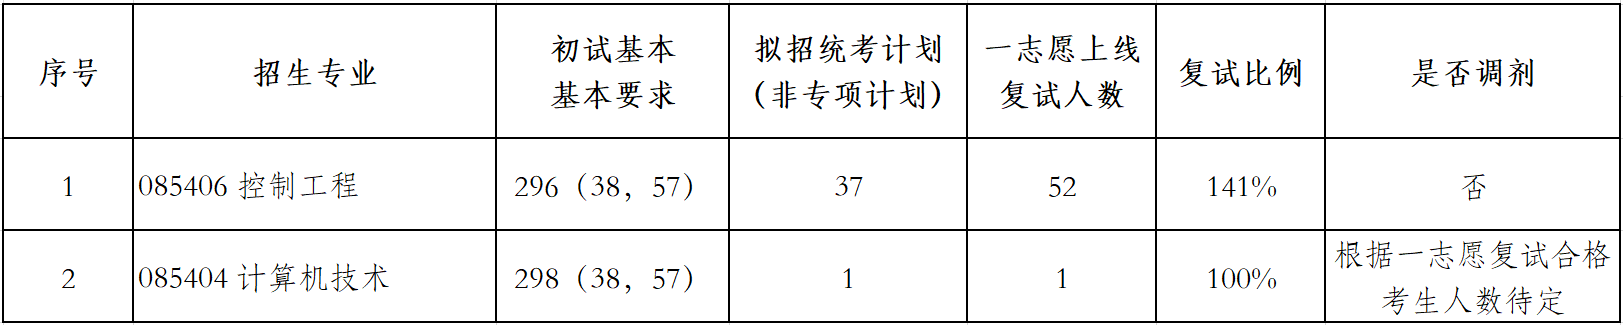 序号 招生专业 初试基本 拟招统考计划 一志愿上线 复试比例 是否调剂
基本要求 （非专项计划） 复试人数
1 085406 控制工程 296（38，57） 37 52 141% 否
2 085404 计算机技术 298（38，57） 1 1 100% 根据一志愿复试合格
考生人数待定